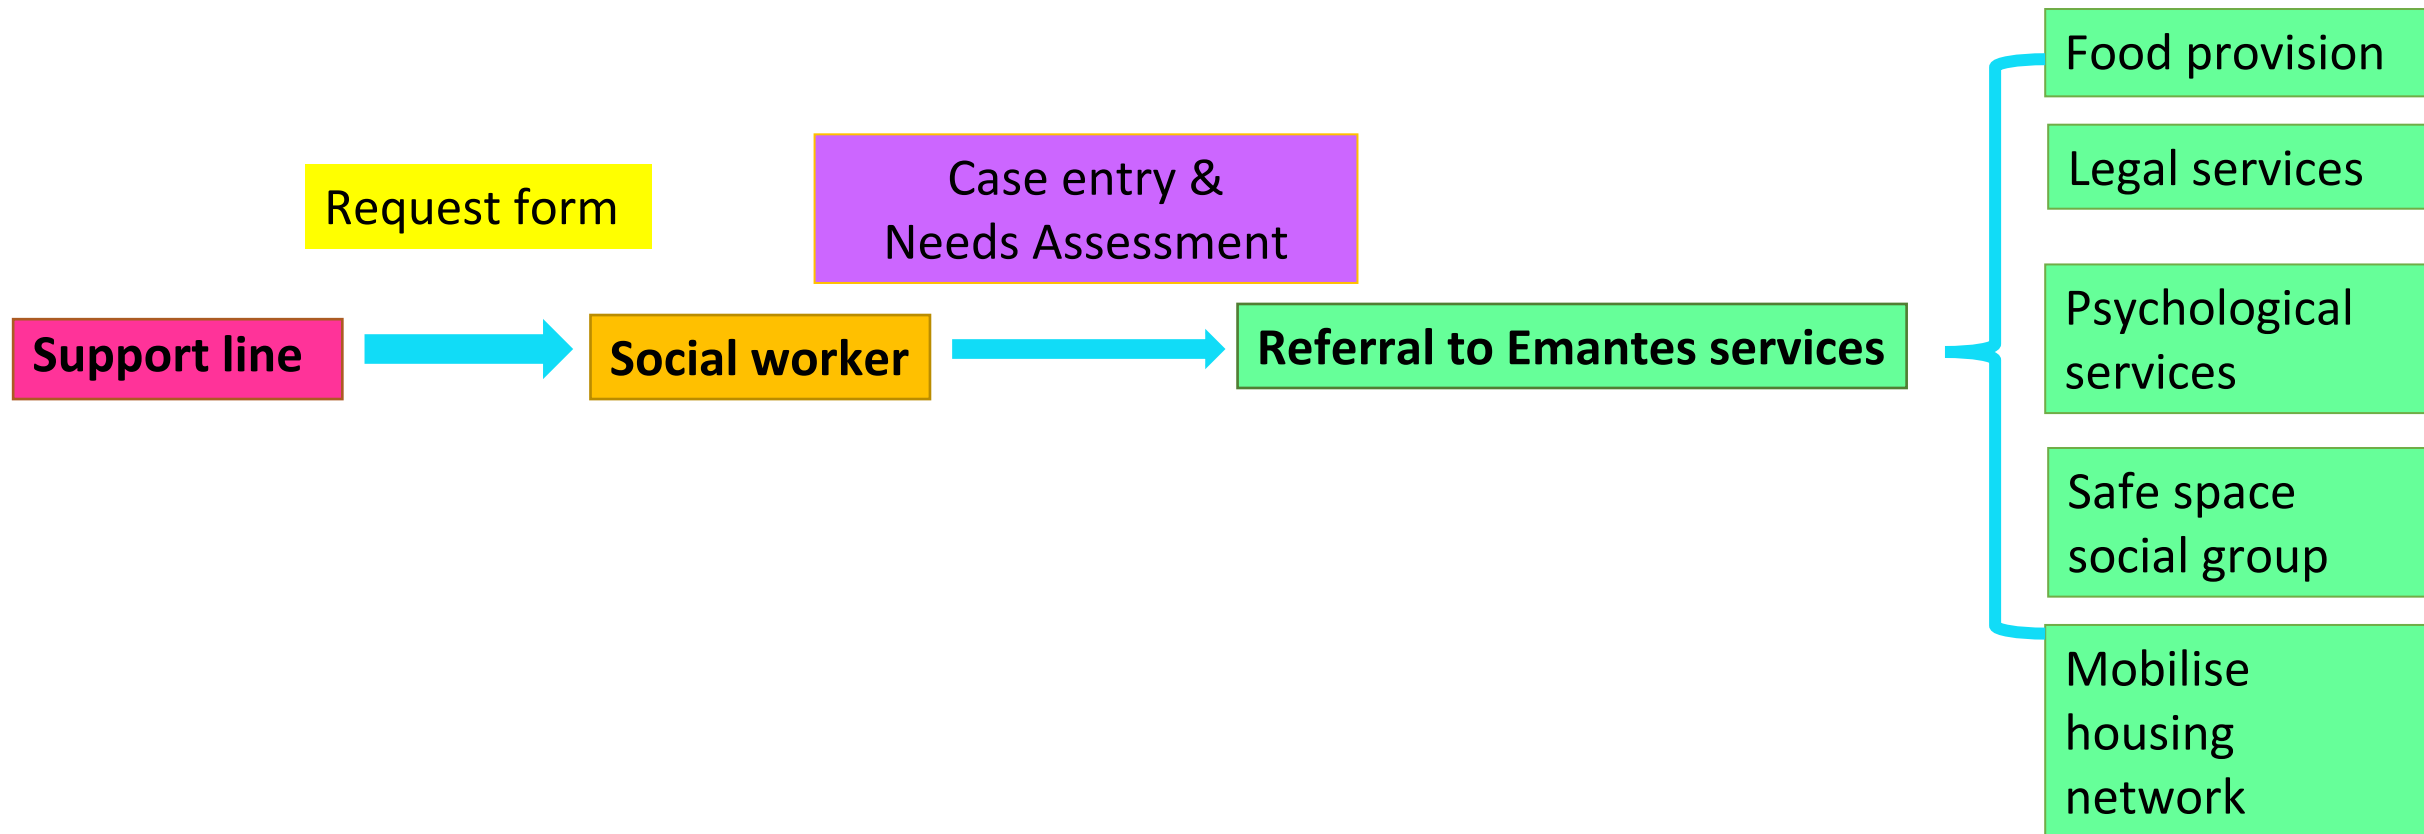 Request form
Case entry &
Needs Assessment
Support line
Social worker
Referral to Emantes services
Food provision
Legal services
Psychological
services
Safe space
social group
Mobilise
housing
network